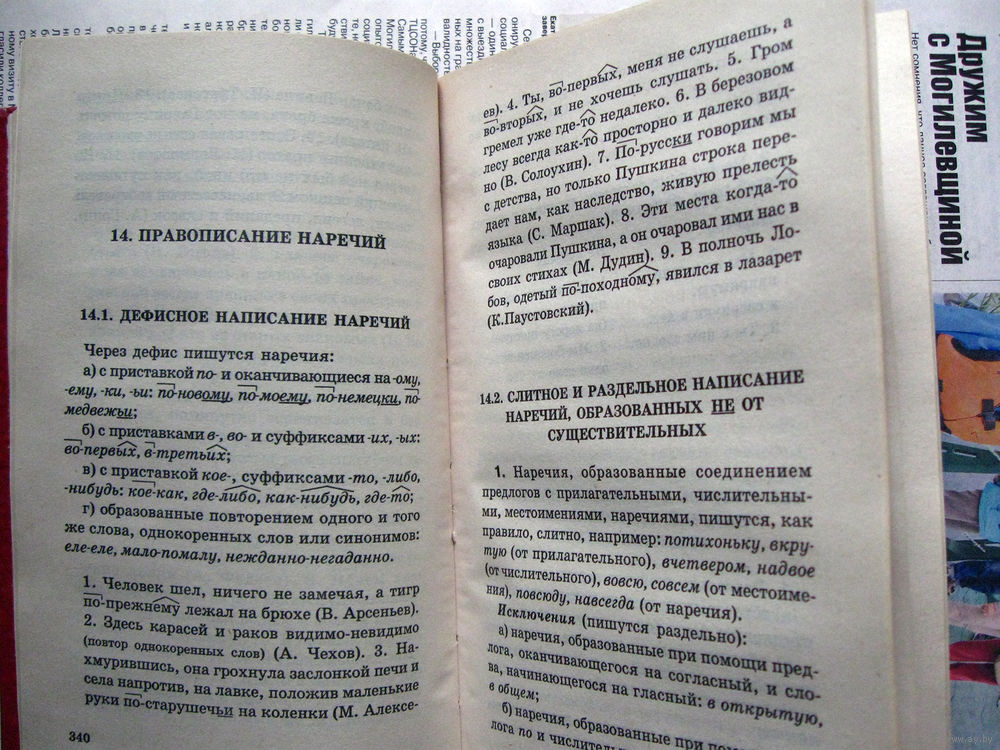 14. ПРАВОПИСАНИЕ НАРЕЧИЙ
14.1. ДЕФИСНОЕ НАПИСАНИЕ НАРЕЧИЙ
Через дефис пишутся наречия:
а) с приставкой по- и оканчивающиеся на -ому,
-ему, -ки, -ьи: по-новому, по-моему, по-немецки, по-
медвежьи;
б) с приставками в-, во- и суффиксами -их, -ых:
во-первых, в-третьих;
в) с приставкой кое-, суффиксами -то, -либо,
-нибудь: кое-как, где-либо, как-нибудь, где-то;
г) образованные повторением одного и того
же слова, однокоренных слов или синонимов:
еле-еле, мало-помалу, нежданно-негаданно.
1. Человек шел, ничего не замечая, а тигр
по-прежнему лежал на брюхе (В. Арсеньев).
2. Здесь карасей и раков видимо-невидимо
(повтор однокоренных слов) (А. Чехов). 3. На-
хмурившись, она грохнула заслонкой печи и
села напротив, на лавке, положив маленькие
руки по-старушечьи на коленки (М. Алексе-
340
ев). 4. Ты, во-первых, меня не слушаешь, а
во-вторых, и не хочешь слушать. 5. Гром
гремел уже где-то недалеко. 6. В березовом
лесу всегда как-то просторно и далеко вид-
но (В. Солоухин). 7. По-русски говорим мы
с детства, но только Пушкина строка пере-
дает нам, как наследство, живую прелесть
языка (С. Маршак). 8. Эти места когда-то
очаровали Пушкина, а он очаровал ими нас в
своих стихах (М. Дудин). 9. В полночь Ло-
бов, одетый по-походному, явился в лазарет
(К.Паустовский).
14.2. СЛИТНОЕ И РАЗДЕЛЬНОЕ НАПИСАНИЕ
НАРЕЧИЙ, ОБРАЗОВАННЫХ НЕ ОТ
СУЩЕСТВИТЕЛЬНЫХ
1. Наречия, образованные соединением
предлогов с прилагательными, числительны-
ми, местоимениями, наречиями, пишутся, как
правило, слитно, например: потихоньку, вкру-
тую (от прилагательного), вчетвером, надвое
(от числительного), вовсю, совсем (от местоиме-
ния), повсюду, навсегда (от наречия).
Исключения (пишутся раздельно):
а) наречия, образованные при помощи пред-
лога, оканчивающегося на согласный, и сло-
ва, начинающегося на гласный: в открытую,
в общем;
б) наречия, образованные при помо
лога по и числительн
Дружим
с Могилевщиной